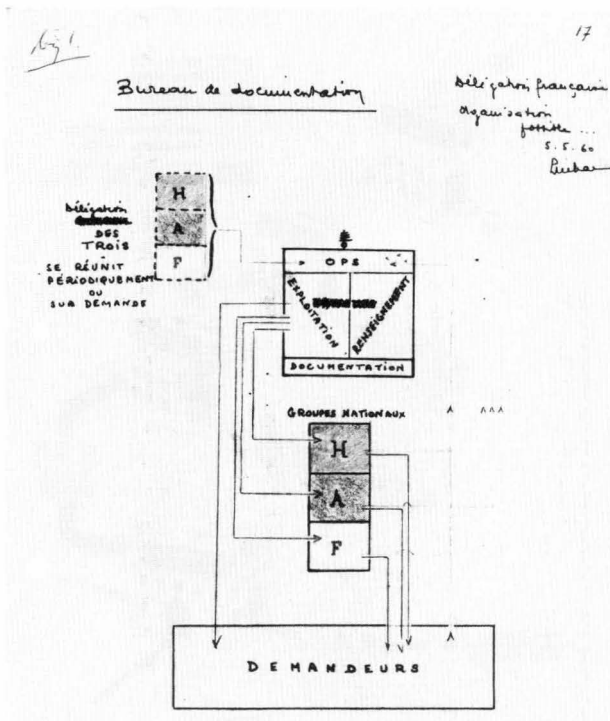 17
Bureau de documentation
Délégation française
organisation
5.5.60
H
A
F
Délégation
DES
TROIS
-
SE RÉUNIT
PÉRIODIQUEMENT
OU
SUR DEMANDE
OPS
EXPLOITATION
RENSEIGNEMENT
DOCUMENTATION
GROUPES NATIONAUX
H
A
F
DEMANDEURS